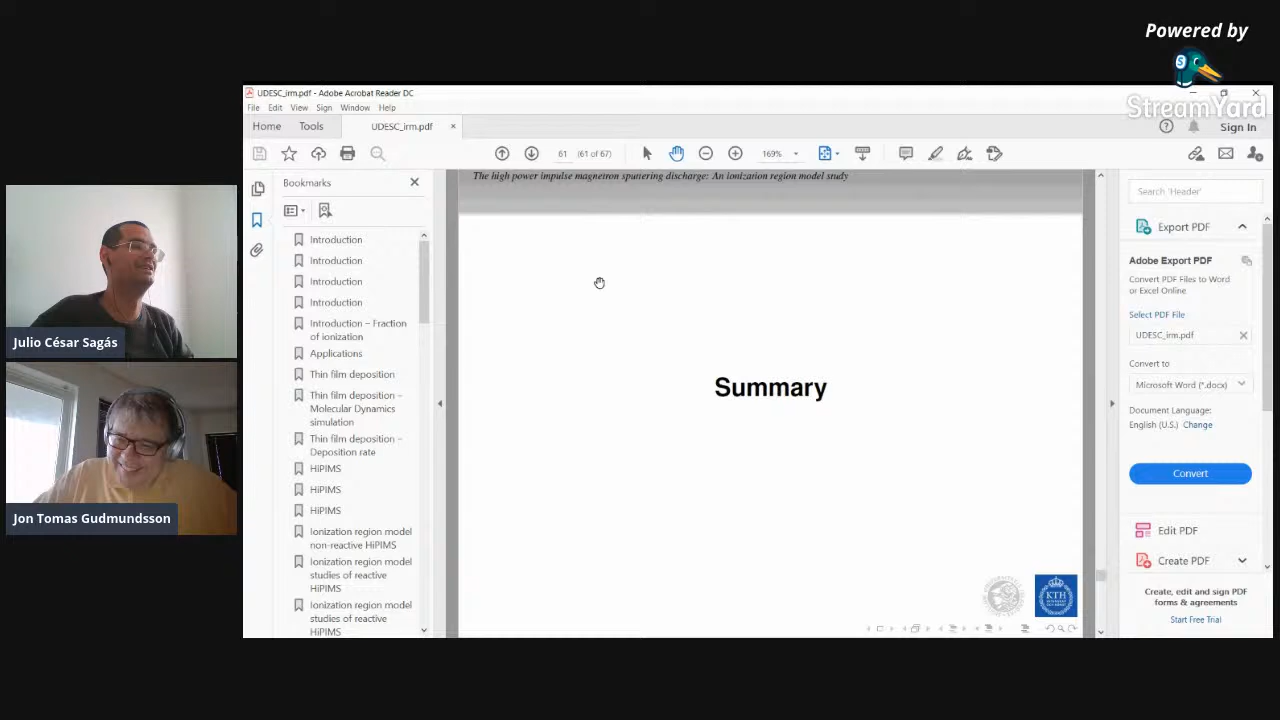 Powered by
StreamYard
UDESC_irm.pdf - Adobe Acrobat Reader DC
File Edit View Sign Window Help
Home Tools UDESC_irm.pdf × Sign In
61 (61 of 67) 169%
Bookmarks
Introduction
Introduction
Introduction
Introduction
Introduction – Fraction
of ionization
Applications
Thin film deposition
Thin film deposition –
Molecular Dynamics
simulation
Thin film deposition –
Deposition rate
HiPIMS
HiPIMS
HiPIMS
Ionization region model
non-reactive HiPIMS
Ionization region model
studies of reactive
HiPIMS
Ionization region model
studies of reactive
HiPIMS
The high power impulse magnetron sputtering discharge: An ionization region model study
Summary
KTH
Search 'Header'
Export PDF
Adobe Export PDF
Convert PDF Files to Word
or Excel Online
Select PDF File
UDESC_irm.pdf
Convert to
Microsoft Word (*.docx)
Document Language:
English (U.S.) Change
Convert
Edit PDF
Create PDF
Create, edit and sign PDF
forms & agreements
Start Free Trial
Julio César Sagás
Jon Tomas Gudmundsson